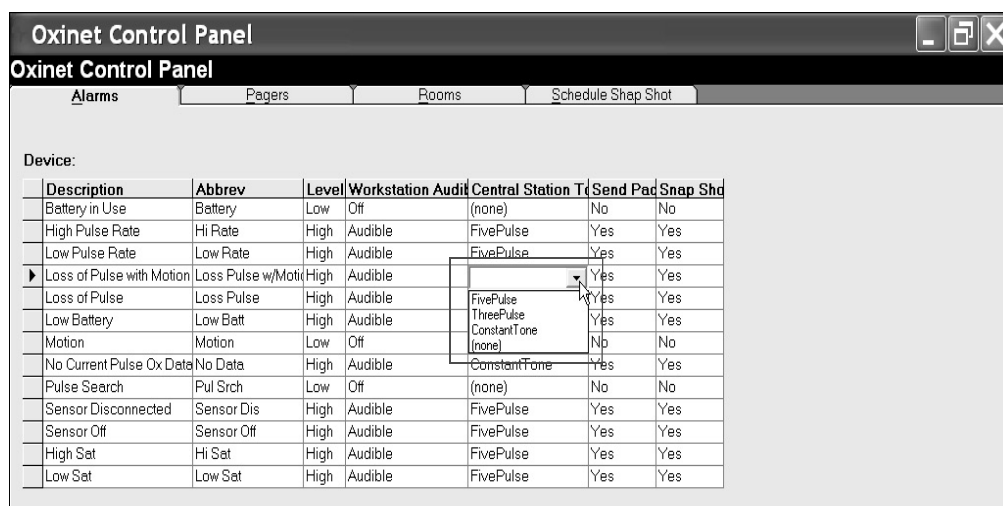 Oxinet Control Panel
Oxinet Control Panel
Alarms Pagers Rooms Schedule Shap Shot
Device:
Description Abbrev Level Workstation Audib Central Station To Send Pag Snap Sho
Battery in Use Battery Low Off (none) No No
High Pulse Rate Hi Rate High Audible FivePulse Yes Yes
Low Pulse Rate Low Rate High Audible FivePulse Yes Yes
Loss of Pulse with Motion Loss Pulse w/Motio High Audible Yes Yes
Loss of Pulse Loss Pulse High Audible FivePulse Yes Yes
ThreePulse
Low Battery Low Batt High Audible ConstantTone Yes Yes
Motion Motion Low Off (none) No No
No Current Pulse Ox Data No Data High Audible ConstantTone Yes Yes
Pulse Search Pul Srch Low Off (none) No No
Sensor Disconnected Sensor Dis High Audible FivePulse Yes Yes
Sensor Off Sensor Off High Audible FivePulse Yes Yes
High Sat Hi Sat High Audible FivePulse Yes Yes
Low Sat Low Sat High Audible FivePulse Yes Yes